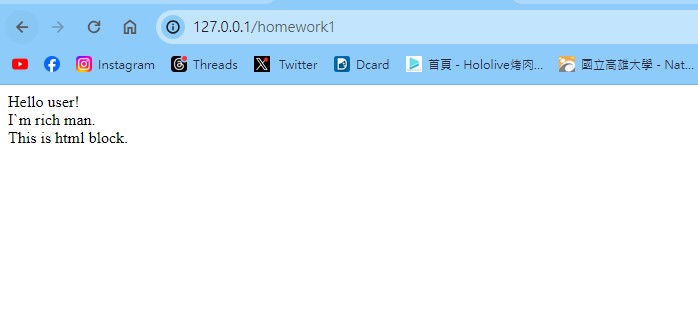 127.0.0.1/homework1
Instagram Threads Twitter Dcard 首頁 - Hololive烤肉... 國立高雄大學 - Nat...
Hello user!
I`m rich man.
This is html block.